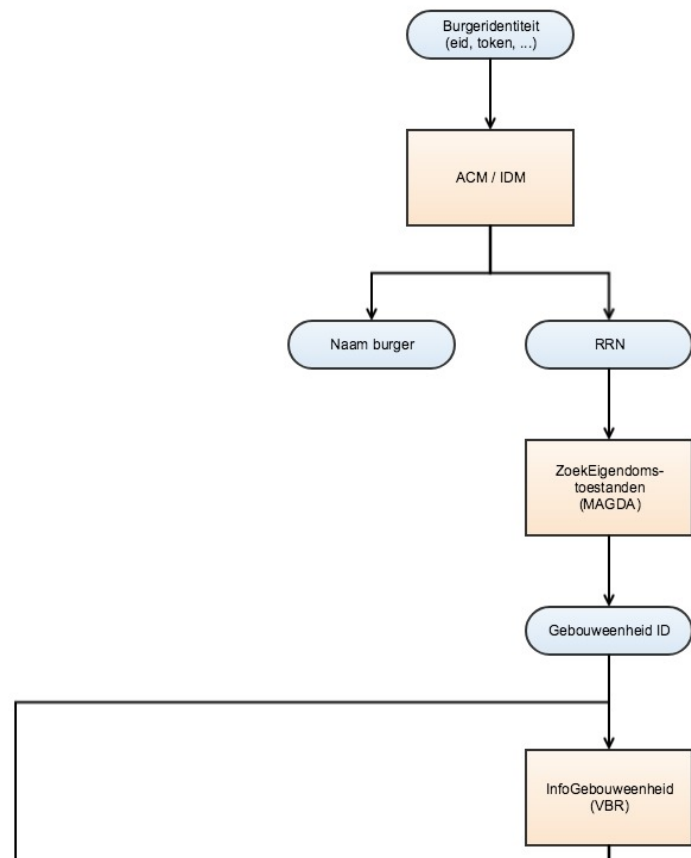 Burgeridentiteit
(eid, token, ...)
ACM / IDM
Naam burger
RRN
ZoekEigendoms-
toestanden
(MAGDA)
Gebouweenheid ID
InfoGebouweenheid
(VBR)